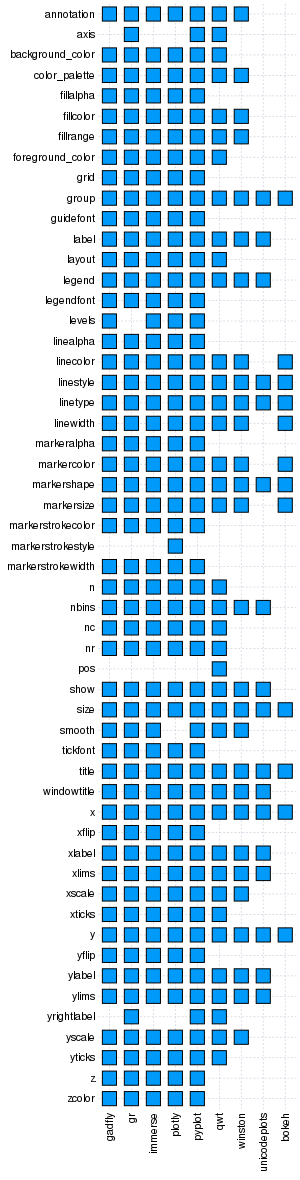 annotation
axis
background_color
color_palette
fillalpha
fillcolor
fillrange
foreground_color
grid
group
guidefont
label
layout
legend
legendfont
levels
linealpha
linecolor
linestyle
linetype
linewidth
markeralpha
markercolor
markershape
markersize
markerstrokecolor
markerstrokestyle
markerstrokewidth
n
nbins
nc
nr
pos
show
size
smooth
tickfont
title
windowtitle
x
xflip
xlabel
xlims
xscale
xticks
y
yflip
ylabel
ylims
yrightlabel
yscale
yticks
z
zcolor
gadfly
gr
immerse
plotly
pyplot
qwt
winston
unicodeplots
bokeh